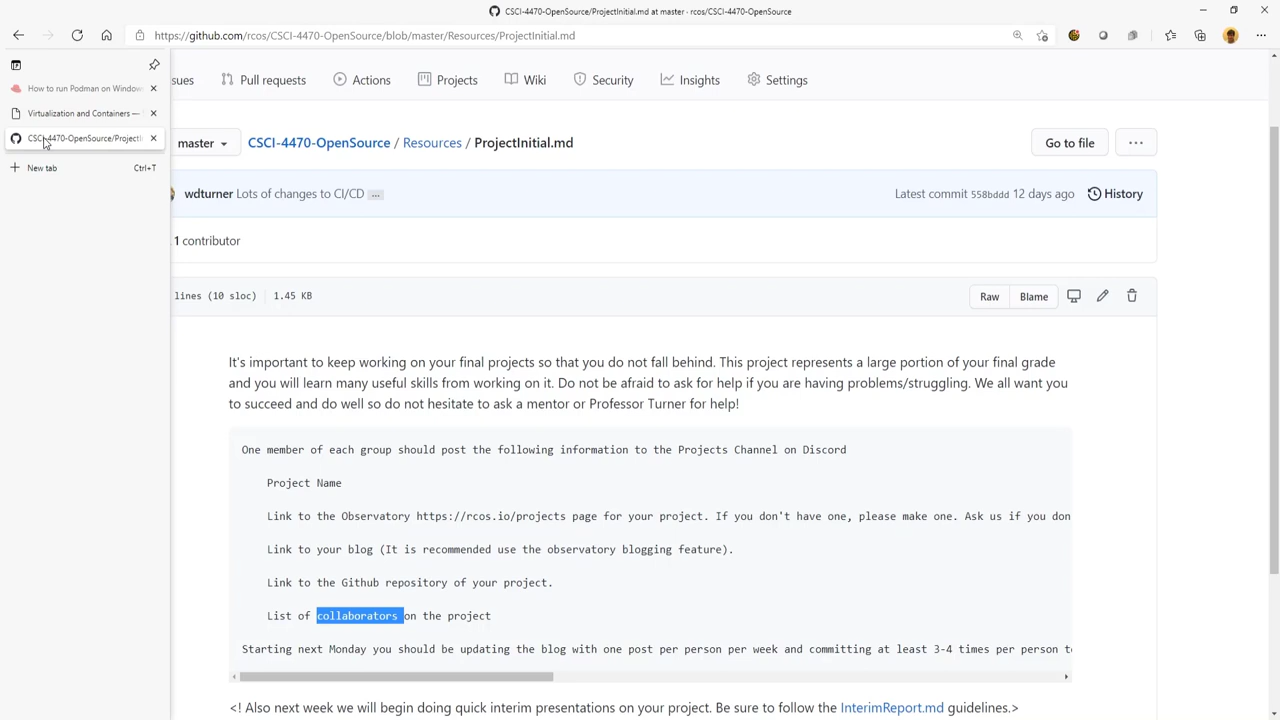 CSCI-4470-OpenSource/ProjectInitial.md at master · rcos/CSCI-4470-OpenSource
https://github.com/rcos/CSCI-4470-OpenSource/blob/master/Resources/ProjectInitial.md
How to run Podman on Window
Virtualization and Containers —
CSCI-4470-OpenSource/ProjectI
New tab Ctrl+T
sues Pull requests Actions Projects Wiki Security Insights Settings
master CSCI-4470-OpenSource / Resources / ProjectInitial.md Go to file ...
wdturner Lots of changes to CI/CD ... Latest commit 558bddd 12 days ago History
1 contributor
lines (10 sloc) 1.45 KB Raw Blame
It's important to keep working on your final projects so that you do not fall behind. This project represents a large portion of your final grade
and you will learn many useful skills from working on it. Do not be afraid to ask for help if you are having problems/struggling. We all want you
to succeed and do well so do not hesitate to ask a mentor or Professor Turner for help!
One member of each group should post the following information to the Projects Channel on Discord
Project Name
Link to the Observatory https://rcos.io/projects page for your project. If you don't have one, please make one. Ask us if you don
Link to your blog (It is recommended use the observatory blogging feature).
Link to the Github repository of your project.
List of collaborators on the project
Starting next Monday you should be updating the blog with one post per person per week and committing at least 3-4 times per person t
<! Also next week we will begin doing quick interim presentations on your project. Be sure to follow the InterimReport.md guidelines.>